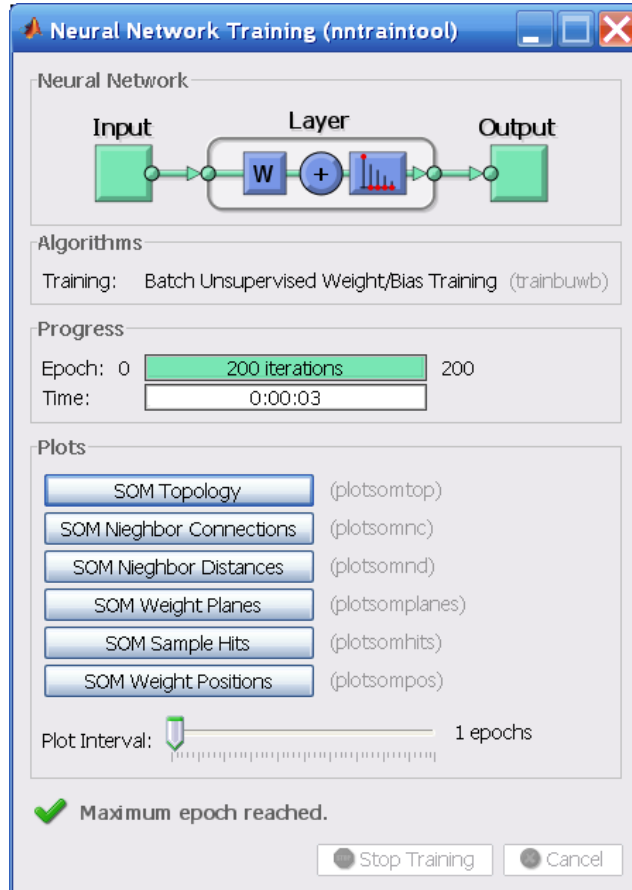 Neural Network Training (nntraintool)
Neural Network
Input Layer Output
W +
Algorithms
Training: Batch Unsupervised Weight/Bias Training (trainbuwb)
Progress
Epoch: 0 200 iterations 200
Time: 0:00:03
Plots
SOM Topology (plotsomtop)
SOM Nieghbor Connections (plotsomnc)
SOM Nieghbor Distances (plotsomnd)
SOM Weight Planes (plotsomplanes)
SOM Sample Hits (plotsomhits)
SOM Weight Positions (plotsompos)
Plot Interval: 1 epochs
Maximum epoch reached.
Stop Training Cancel